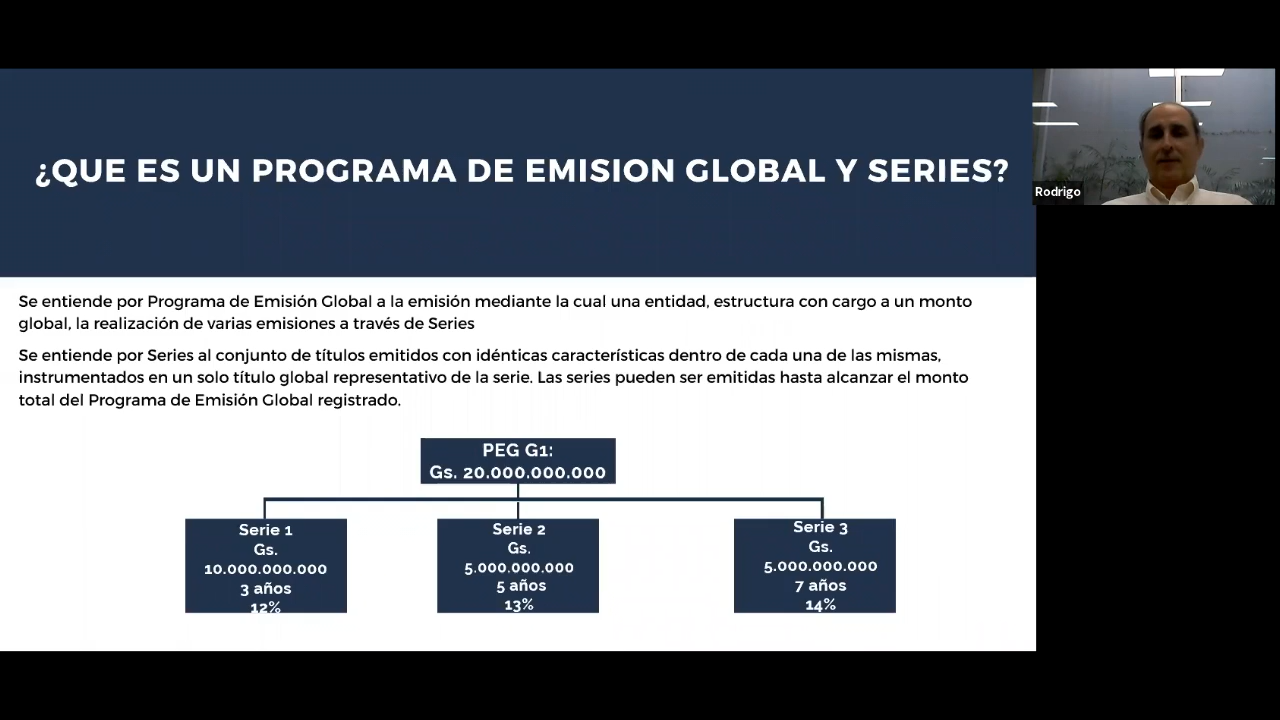 ¿QUE ES UN PROGRAMA DE EMISION GLOBAL Y SERIES?
Rodrigo
Se entiende por Programa de Emisión Global a la emisión mediante la cual una entidad, estructura con cargo a un monto
global, la realización de varias emisiones a través de Series
Se entiende por Series al conjunto de títulos emitidos con idénticas características dentro de cada una de las mismas,
instrumentados en un solo título global representativo de la serie. Las series pueden ser emitidas hasta alcanzar el monto
total del Programa de Emisión Global registrado.
PEG G1:
Gs. 20.000.000.000
Serie 1
Gs.
10.000.000.000
3 años
12%
Serie 2
Gs.
5.000.000.000
5 años
13%
Serie 3
Gs.
5.000.000.000
7 años
14%